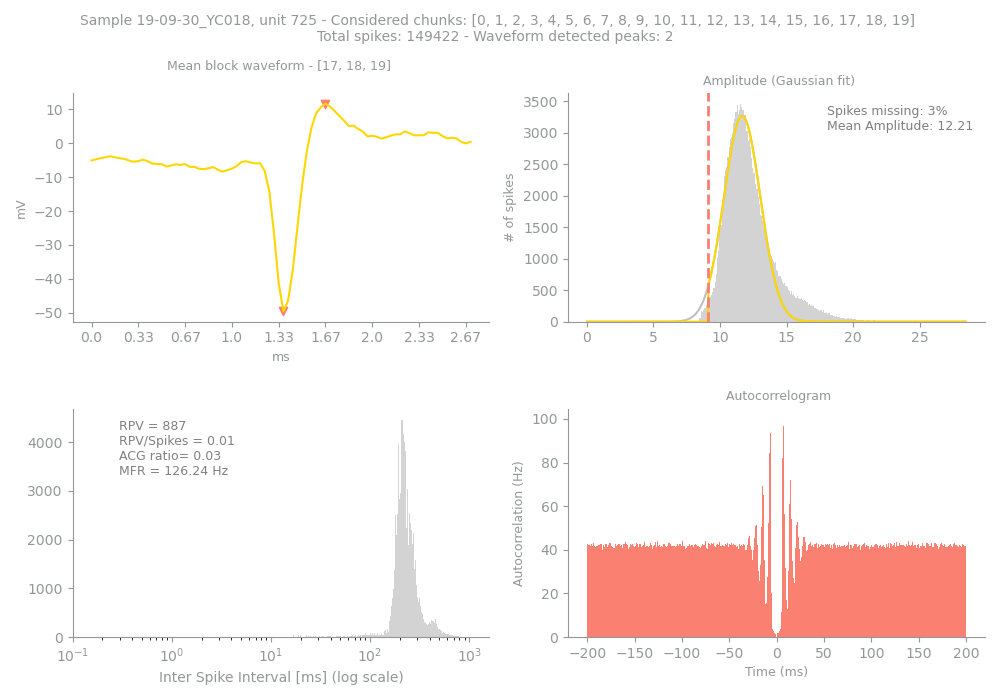 Sample 19-09-30_YC018, unit 725 - Considered chunks: [0, 1, 2, 3, 4, 5, 6, 7, 8, 9, 10, 11, 12, 13, 14, 15, 16, 17, 18, 19]
Total spikes: 149422 - Waveform detected peaks: 2
Mean block waveform - [17, 18, 19]
10
0
−10
−20
−30
−40
−50
mV
0.0 0.33 0.67 1.0 1.33 1.67 2.0 2.33 2.67
ms
Amplitude (Gaussian fit)
Spikes missing: 3%
Mean Amplitude: 12.21
3500
3000
2500
2000
1500
1000
500
0
# of spikes
0 5 10 15 20 25
RPV = 887
RPV/Spikes = 0.01
ACG ratio= 0.03
MFR = 126.24 Hz
4000
3000
2000
1000
0
10⁻¹ 10⁰ 10¹ 10² 10³
Inter Spike Interval [ms] (log scale)
Autocorrelogram
100
80
60
40
20
0
Autocorrelation (Hz)
−200 −150 −100 −50 0 50 100 150 200
Time (ms)